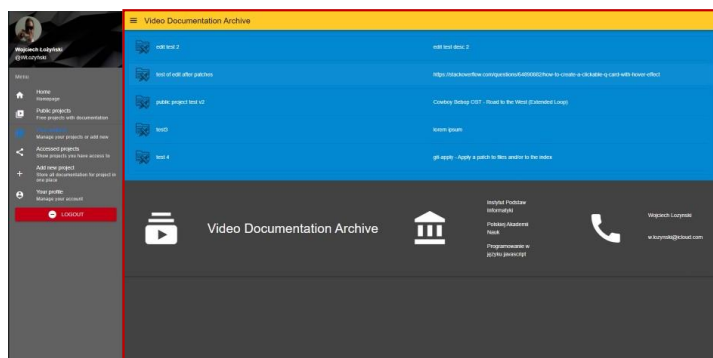 Wojciech Łożyński
@WLozynski
Menu
Home
Homepage
Public projects
Free projects with documentation
Manage your projects or add new
Accessed projects
Show projects you have access to
Add new project
Store all documentation for project in
one place
Your profile
Manage your account
LOGOUT
Video Documentation Archive
edit test 2
edit test desc 2
test of edit after patches
https://stackoverflow.com/questions/64890682/how-to-create-a-clickable-q-card-with-hover-effect
public project test v2
Cowboy Bebop OST - Road to the West (Extended Loop)
test3
lorem ipsum
test 4
git-apply - Apply a patch to files and/or to the index
Video Documentation Archive
Instytut Podstaw
Informatyki
Polskiej Akademii
Nauk
Programowanie w
języku javascript
Wojciech Lozynski
w.lozynski@icloud.com